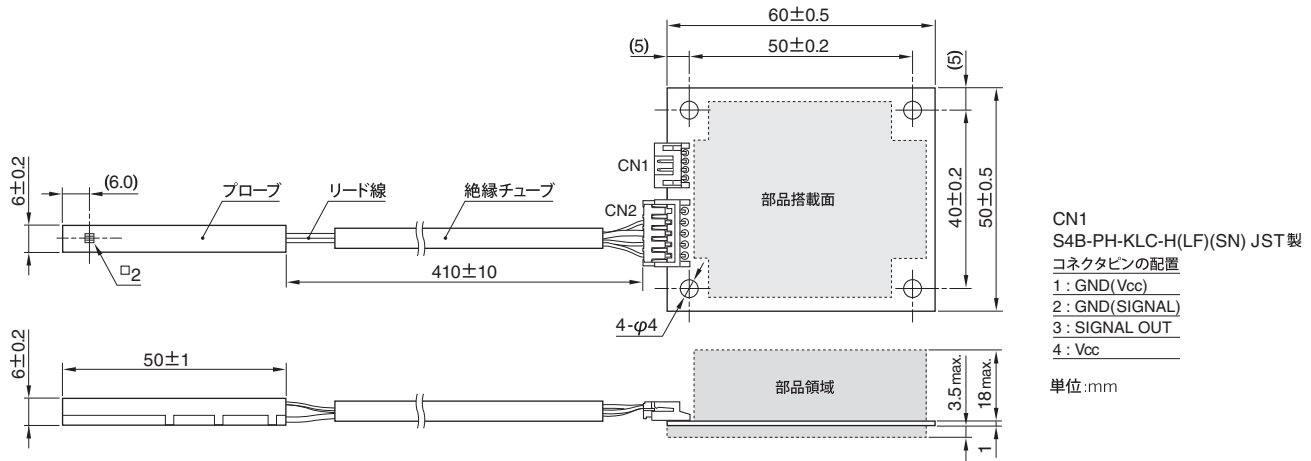 60±0.5
(5)
50±0.2
(5)
6±0.2
(6.0)
プローブ
リード線
絶縁チューブ
CN1
CN2
部品搭載面
40±0.2
50±0.5
□2
410±10
4-φ4
CN1
S4B-PH-KLC-H(LF)(SN) JST製
コネクタピンの配置
1 : GND(Vcc)
2 : GND(SIGNAL)
3 : SIGNAL OUT
4 : Vcc
単位:mm
6±0.2
50±1
部品領域
3.5 max.
18 max.
1